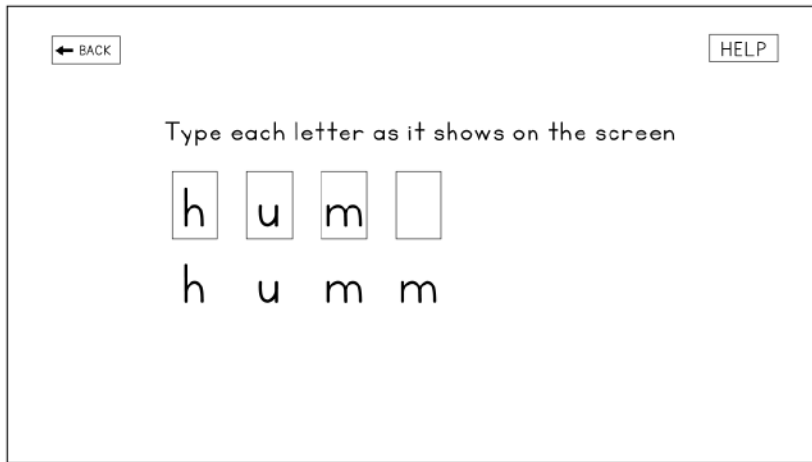 ← BACK HELP
Type each letter as it shows on the screen
h u m
h u m m